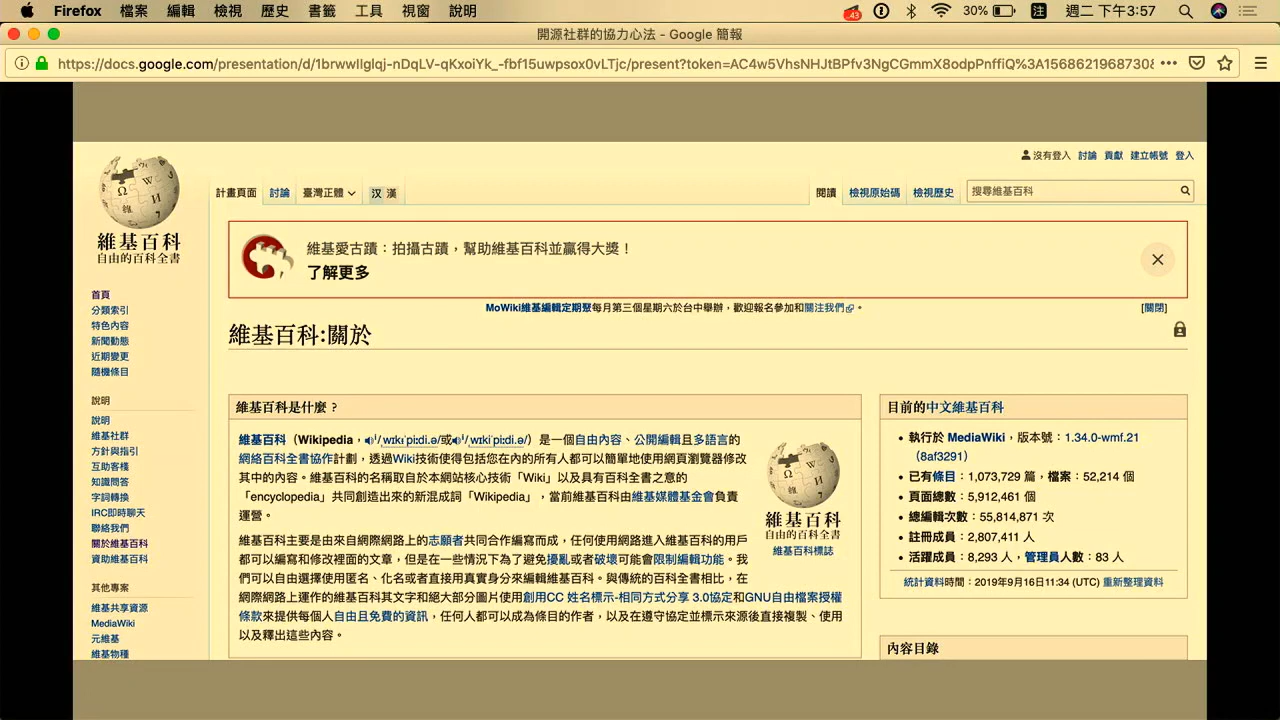 Firefox 檔案 編輯 檢視 歷史 書籤 工具 視窗 說明 43 30% 注 週二 下午3:57
開源社群的協力心法 - Google 簡報
https://docs.google.com/presentation/d/1brwwIlglqj-nDqLV-qKxoiYk_-fbf15uwpsox0vLTjc/present?token=AC4w5VhsNHJtBPfv3NgCGmmX8odpPnffiQ%3A1568621968730&
沒有登入 討論 貢獻 建立帳號 登入
計畫頁面 討論 臺灣正體 汉 漢 閱讀 檢視原始碼 檢視歷史 搜尋維基百科
維基百科
自由的百科全書
維基愛古蹟：拍攝古蹟，幫助維基百科並贏得大獎！
了解更多
MoWiki維基編輯定期聚每月第三個星期六於台中舉辦，歡迎報名參加和關注我們。 [關閉]
維基百科:關於
首頁
分類索引
特色內容
新聞動態
近期變更
隨機條目
說明
說明
維基社群
方針與指引
互助客棧
知識問答
字詞轉換
IRC即時聊天
聯絡我們
關於維基百科
資助維基百科
其他專案
維基共享資源
MediaWiki
元維基
維基物種
維基百科是什麼？
維基百科（Wikipedia，/ˌwɪkɪˈpiːdi.ə/或/ˌwɪkiˈpiːdi.ə/）是一個自由內容、公開編輯且多語言的
網絡百科全書協作計劃，透過Wiki技術使得包括您在內的所有人都可以簡單地使用網頁瀏覽器修改
其中的內容。維基百科的名稱取自於本網站核心技術「Wiki」以及具有百科全書之意的
「encyclopedia」共同創造出來的新混成詞「Wikipedia」，當前維基百科由維基媒體基金會負責
運營。
維基百科主要是由來自網際網路上的志願者共同合作編寫而成，任何使用網路進入維基百科的用戶
都可以編寫和修改裡面的文章，但是在一些情況下為了避免擾亂或者破壞可能會限制編輯功能。我
們可以自由選擇使用匿名、化名或者直接用真實身分來編輯維基百科。與傳統的百科全書相比，在
網際網路上運作的維基百科其文字和絕大部分圖片使用創用CC 姓名標示-相同方式分享 3.0協定和GNU自由檔案授權
條款來提供每個人自由且免費的資訊，任何人都可以成為條目的作者，以及在遵守協定並標示來源後直接複製、使用
以及釋出這些內容。
維基百科
自由的百科全書
維基百科標誌
目前的中文維基百科
執行於 MediaWiki，版本號：1.34.0-wmf.21
（8af3291）
已有條目：1,073,729 篇，檔案：52,214 個
頁面總數：5,912,461 個
總編輯次數：55,814,871 次
註冊成員：2,807,411 人
活躍成員：8,293 人，管理員人數：83 人
統計資料時間：2019年9月16日11:34 (UTC) 重新整理資料
內容目錄